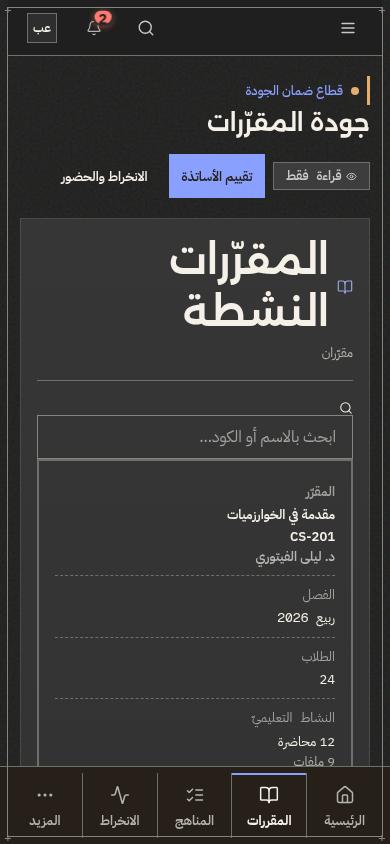 2
عب
قطاع ضمان الجودة
جودة المقرّرات
قراءة فقط
تقييم الأساتذة
الانخراط والحضور
المقرّرات
النشطة
مقرّران
ابحث بالاسم أو الكود...
المقرّر
مقدمة في الخوارزميات
CS-201
د. ليلى الفيتوري
الفصل
ربيع 2026
الطلاب
24
النشاط التعليميّ
12 محاضرة
9 ملفات
الرئيسية
المقررات
المناهج
الانخراط
المزيد